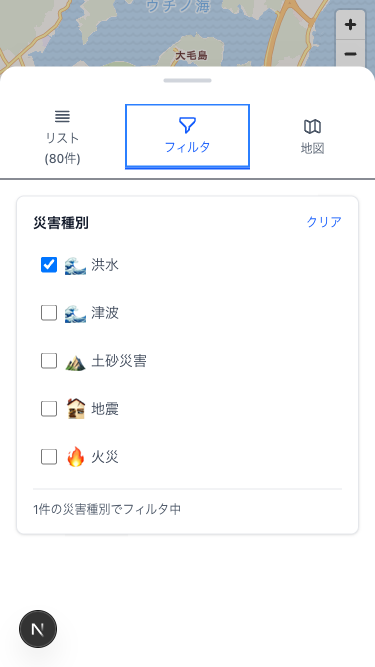 ウチノ海
大毛島
+
−
リスト
(80件)
フィルタ
地図
災害種別
クリア
洪水
津波
土砂災害
地震
火災
1件の災害種別でフィルタ中
N